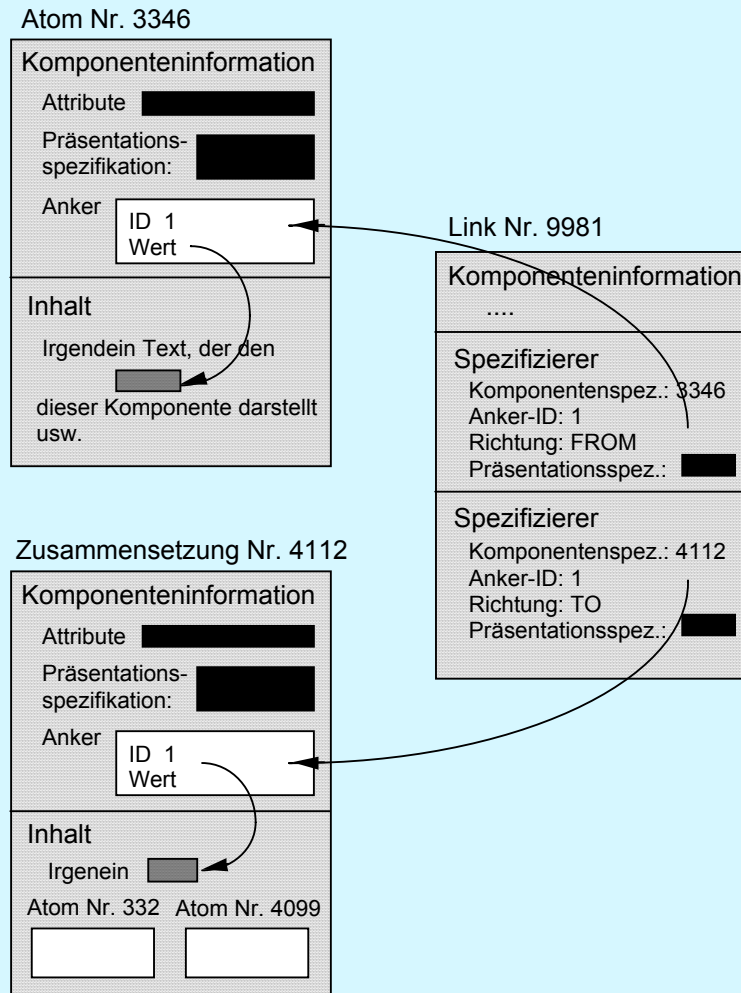 Atom Nr. 3346
Komponenteninformation
Attribute
Präsentations-
spezifikation:
Anker
ID 1
Wert
Inhalt
Irgendein Text, der den
dieser Komponente darstellt
usw.
Link Nr. 9981
Komponenteninformation
....
Spezifizierer
Komponentenspez.: 3346
Anker-ID: 1
Richtung: FROM
Präsentationsspez.:
Spezifizierer
Komponentenspez.: 4112
Anker-ID: 1
Richtung: TO
Präsentationsspez.:
Zusammensetzung Nr. 4112
Komponenteninformation
Attribute
Präsentations-
spezifikation:
Anker
ID 1
Wert
Inhalt
Irgenein
Atom Nr. 332 Atom Nr. 4099